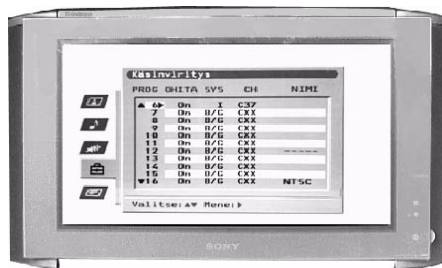 Käsinviritys
PROG OHITA SYS CH NIMI
▲ 6▶ On I C37
7 On B/G CXX
8 On B/G CXX
9 On B/G CXX
10 On B/G CXX
11 On B/G CXX
12 On B/G CXX -----
13 On B/G CXX
14 On B/G CXX
15 On B/G CXX
▼16 On B/G CXX NTSC
Valitse:▲▼ Mene:▶
SONY